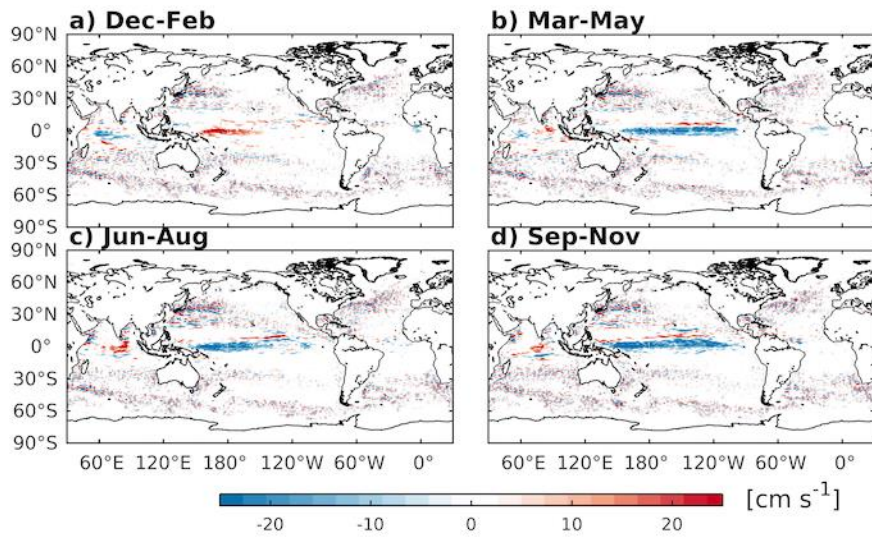 a) Dec-Feb
b) Mar-May
90°N
60°N
30°N
0°
30°S
60°S
90°S
c) Jun-Aug
d) Sep-Nov
90°N
60°N
30°N
0°
30°S
60°S
90°S
60°E 120°E 180° 120°W 60°W 0°
60°E 120°E 180° 120°W 60°W 0°
-20 -10 0 10 20
[cm s⁻¹]